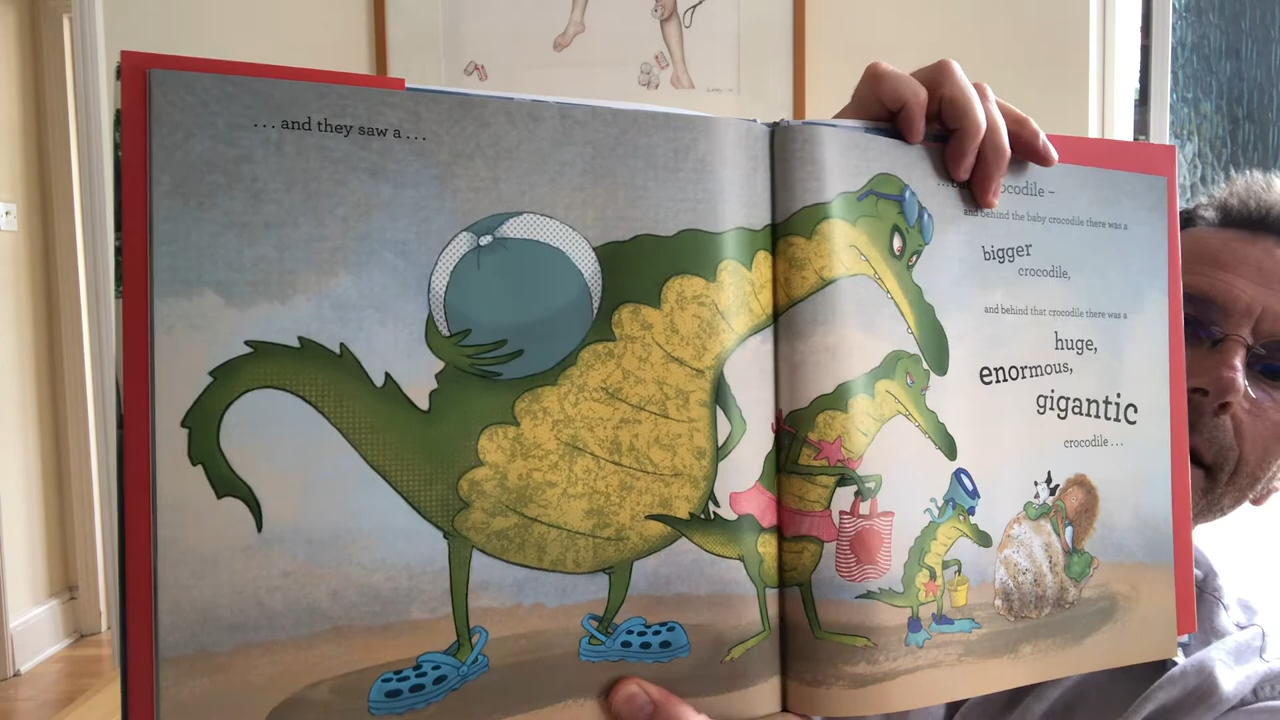 ... and they saw a ...
and behind the baby crocodile there was a
bigger
crocodile,
and behind that crocodile there was a
huge,
enormous,
gigantic
crocodile ...